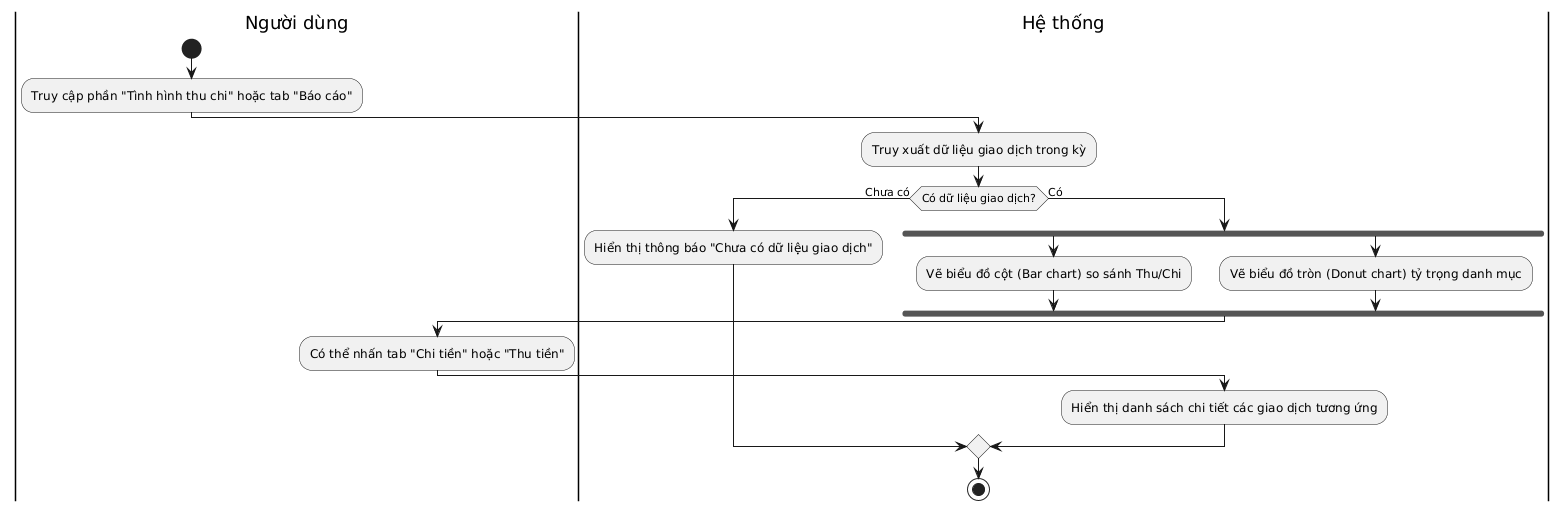 Người dùng
Hệ thống
Truy cập phần "Tình hình thu chi" hoặc tab "Báo cáo"
Truy xuất dữ liệu giao dịch trong kỳ
Chưa có
Có dữ liệu giao dịch?
Có
Hiển thị thông báo "Chưa có dữ liệu giao dịch"
Vẽ biểu đồ cột (Bar chart) so sánh Thu/Chi
Vẽ biểu đồ tròn (Donut chart) tỷ trọng danh mục
Có thể nhấn tab "Chi tiền" hoặc "Thu tiền"
Hiển thị danh sách chi tiết các giao dịch tương ứng